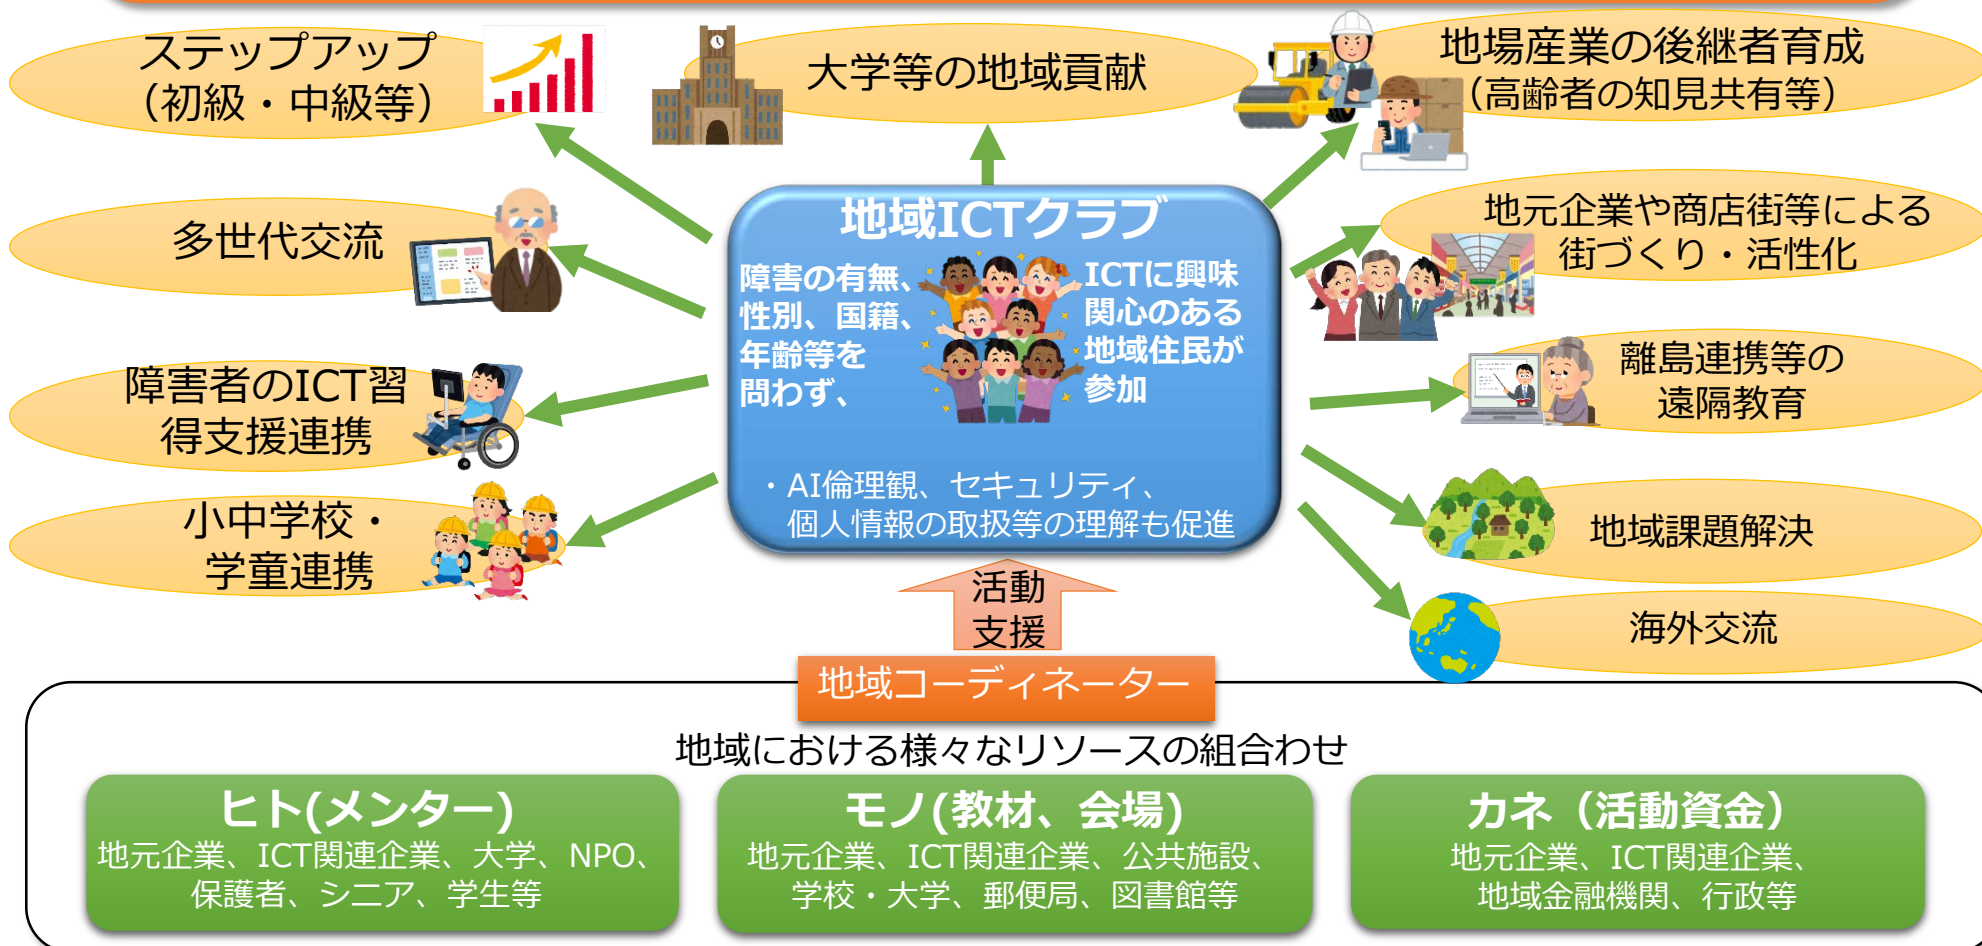 ステップアップ
（初級・中級等）
大学等の地域貢献
地場産業の後継者育成
（高齢者の知見共有等）
多世代交流
地元企業や商店街等による
街づくり・活性化
障害者のICT習
得支援連携
離島連携等の
遠隔教育
小中学校・
学童連携
地域課題解決
海外交流
地域ICTクラブ
障害の有無、
性別、国籍、
年齢等を
問わず、
ICTに興味
関心のある
地域住民が
参加
・AI倫理観、セキュリティ、
個人情報の取扱等の理解も促進
活動
支援
地域コーディネーター
地域における様々なリソースの組合わせ
ヒト(メンター)
地元企業、ICT関連企業、大学、NPO、
保護者、シニア、学生等
モノ(教材、会場)
地元企業、ICT関連企業、公共施設、
学校・大学、郵便局、図書館等
カネ（活動資金）
地元企業、ICT関連企業、
地域金融機関、行政等